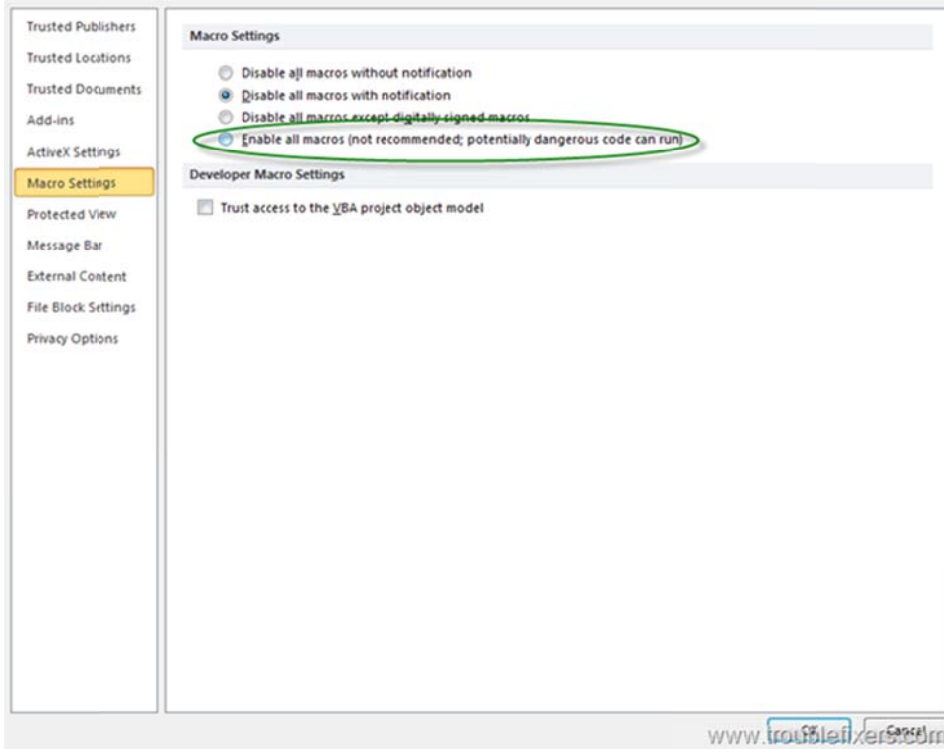 Trusted Publishers
Trusted Locations
Trusted Documents
Add-ins
ActiveX Settings
Macro Settings
Protected View
Message Bar
External Content
File Block Settings
Privacy Options
Macro Settings
Disable all macros without notification
Disable all macros with notification
Disable all macros except digitally signed macros
Enable all macros (not recommended; potentially dangerous code can run)
Developer Macro Settings
Trust access to the VBA project object model
OK
Cancel
www.troublefixers.com